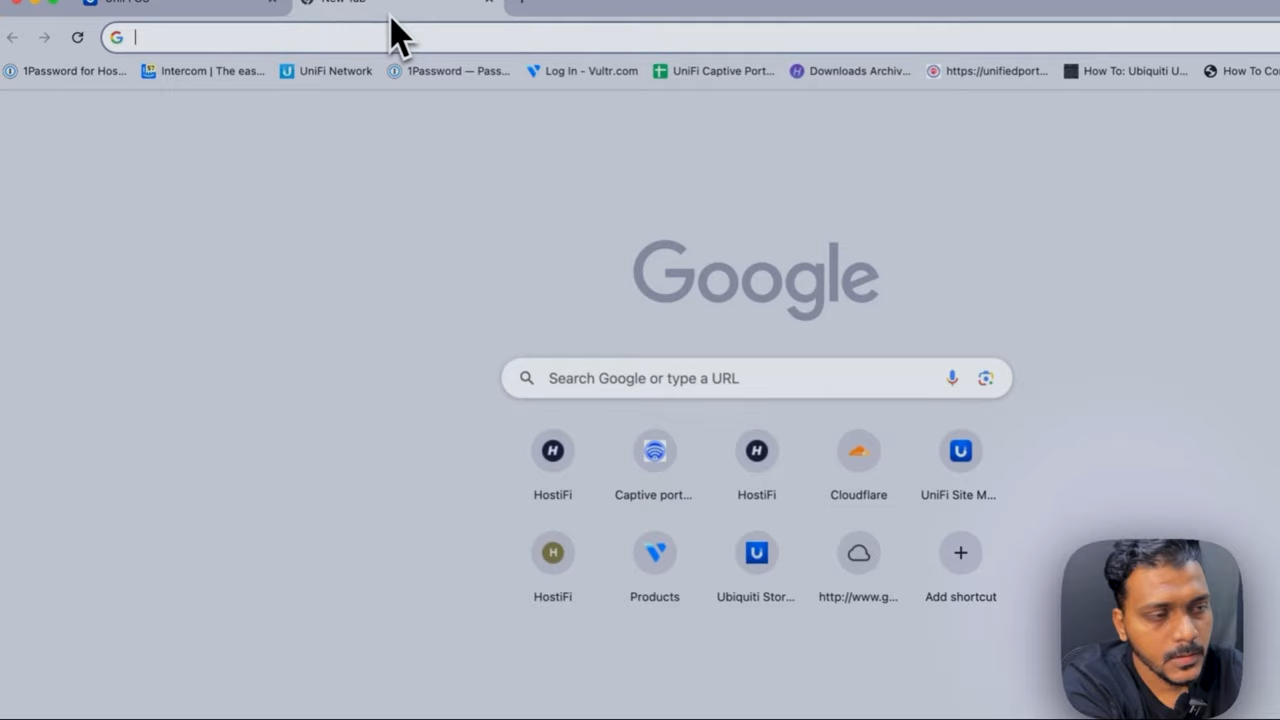 1Password for Hos...
Intercom | The eas...
UniFi Network
1Password — Pass...
Log In - Vultr.com
UniFi Captive Port...
Downloads Archiv...
https://unifiedport...
How To: Ubiquiti U...
How To Co
Google
Search Google or type a URL
HostiFi
Captive port...
HostiFi
Cloudflare
UniFi Site M...
H
HostiFi
Products
Ubiquiti Stor...
http://www.g...
Add shortcut